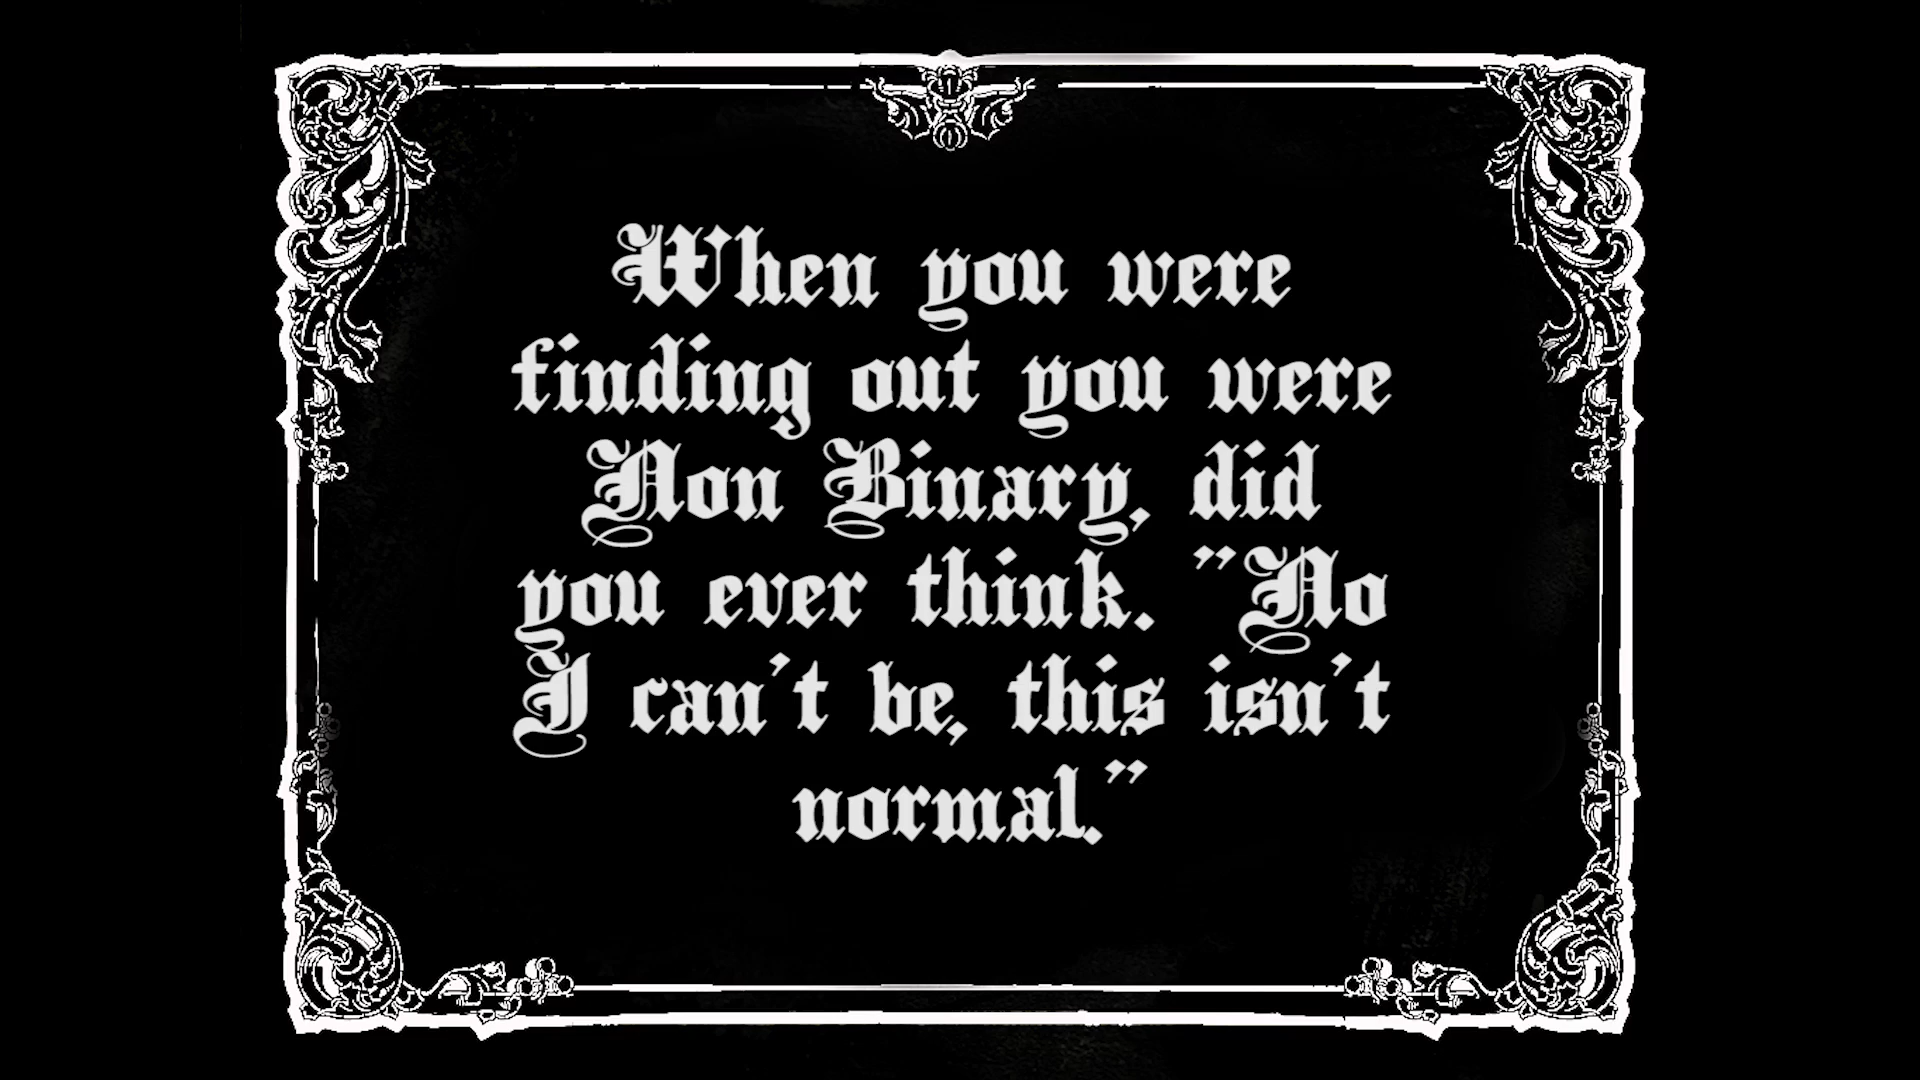 When you were
finding out you were
Non Binary, did
you ever think. "No
I can't be, this isn't
normal."